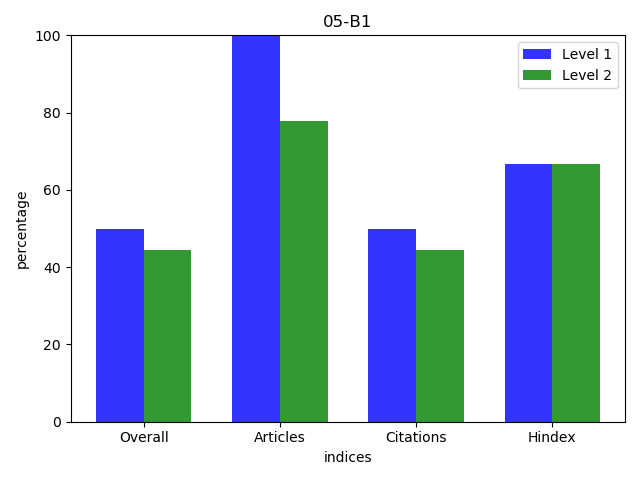 05-B1
100
80
60
40
20
0
percentage
Level 1
Level 2
Overall Articles Citations Hindex
indices